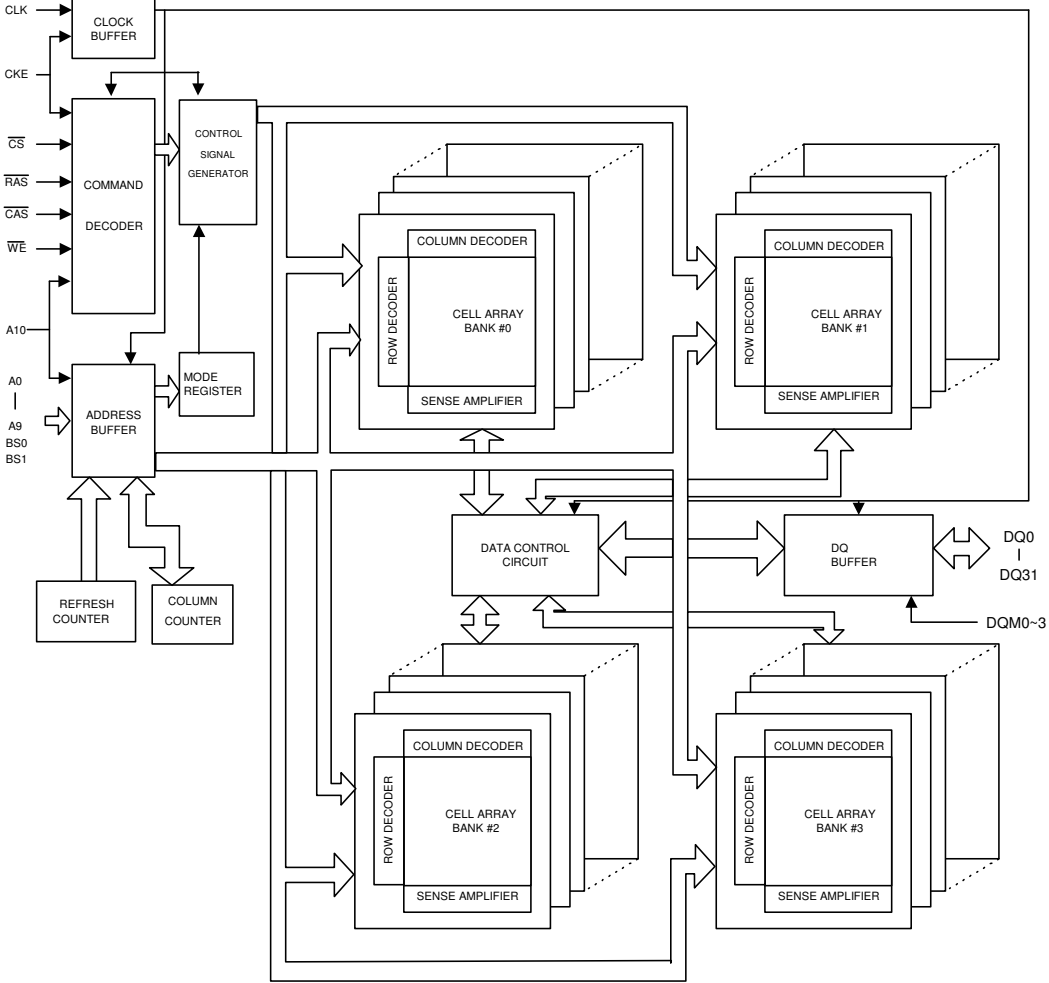 CLK
CLOCK
BUFFER
CKE
CS
RAS
CAS
WE
A10
COMMAND
DECODER
CONTROL
SIGNAL
GENERATOR
A0
A9
BS0
BS1
ADDRESS
BUFFER
MODE
REGISTER
REFRESH
COUNTER
COLUMN
COUNTER
COLUMN DECODER
ROW DECODER
CELL ARRAY
BANK #0
SENSE AMPLIFIER
COLUMN DECODER
ROW DECODER
CELL ARRAY
BANK #1
SENSE AMPLIFIER
DATA CONTROL
CIRCUIT
DQ
BUFFER
DQ0
DQ31
DQM0~3
COLUMN DECODER
ROW DECODER
CELL ARRAY
BANK #2
SENSE AMPLIFIER
COLUMN DECODER
ROW DECODER
CELL ARRAY
BANK #3
SENSE AMPLIFIER